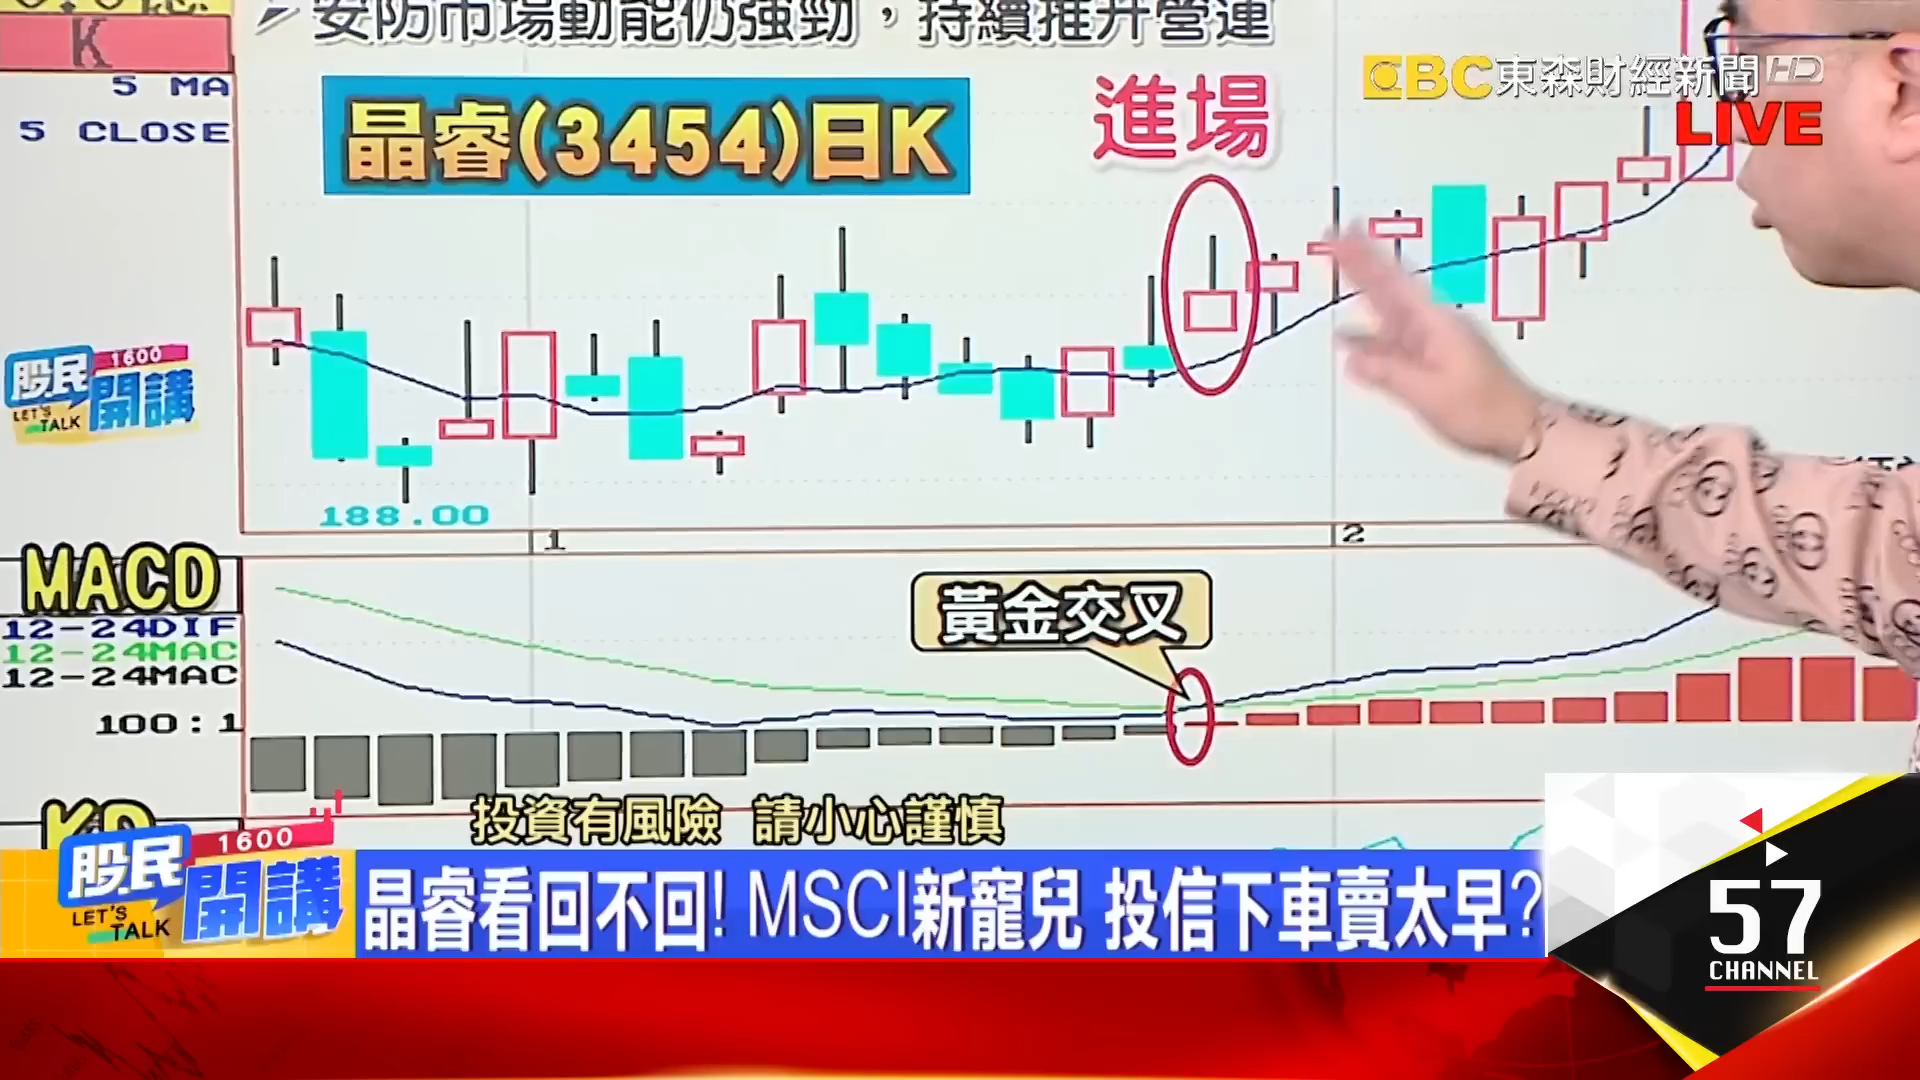 安防市場動能仍強勁，持續推升營運
K
5 MA
5 CLOSE
晶睿(3454)日K
進場
EBC東森財經新聞HD
LIVE
股民開講
1600
LET'S TALK
188.00
1
2
MACD
12-24DIF
12-24MAC
12-24MAC
100:1
黃金交叉
KD
投資有風險 請小心謹慎
股民開講
1600
LET'S TALK
晶睿看回不回! MSCI新寵兒 投信下車賣太早?
57
CHANNEL